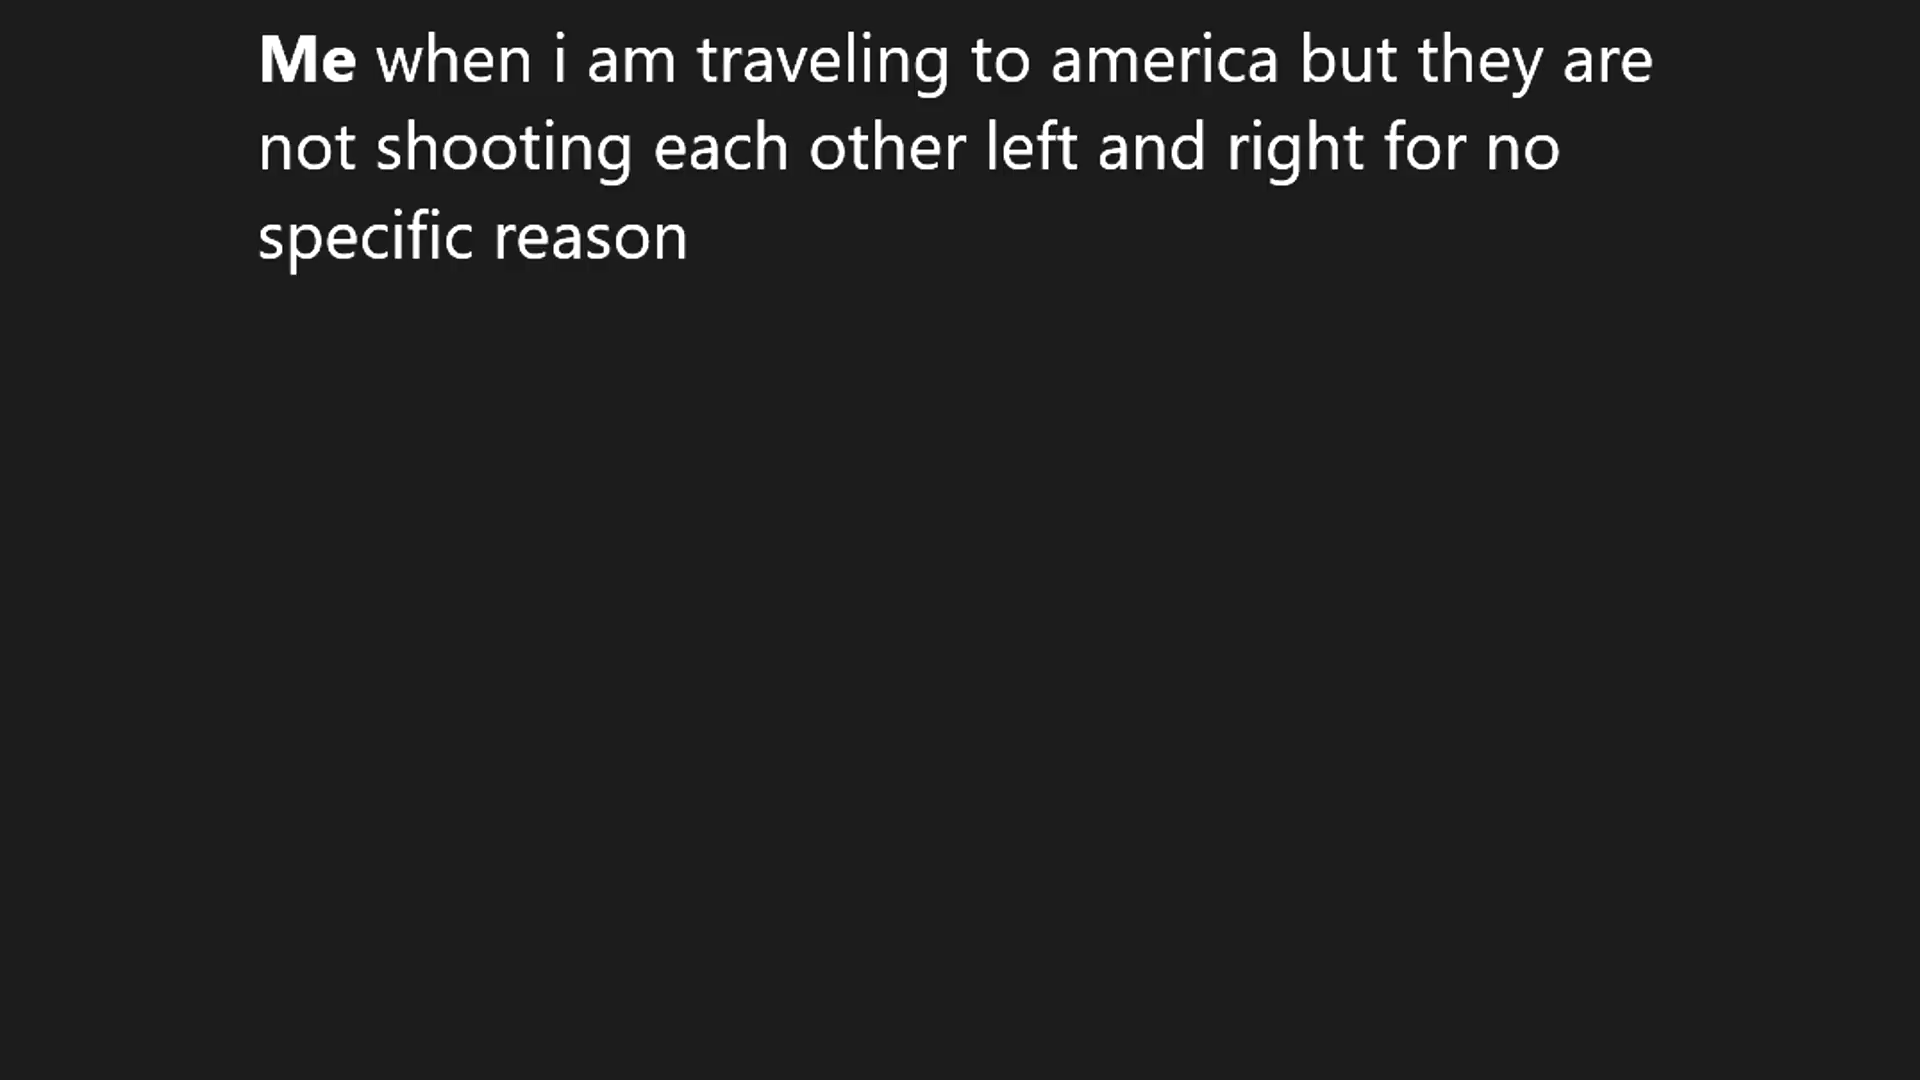 Me when i am traveling to america but they are
not shooting each other left and right for no
specific reason